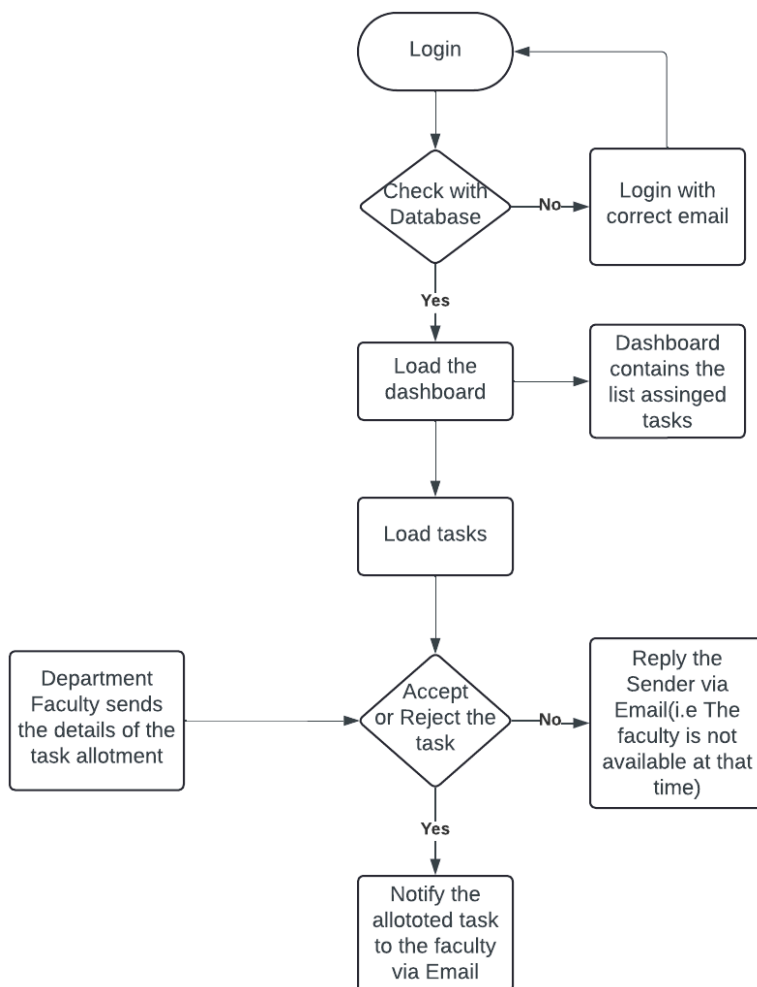 Login
Check with
Database
No
Login with
correct email
Yes
Load the
dashboard
Dashboard
contains the
list assinged
tasks
Load tasks
Department
Faculty sends
the details of the
task allotment
Accept
or Reject the
task
No
Reply the
Sender via
Email(i.e The
faculty is not
available at that
time)
Yes
Notify the
allototed task
to the faculty
via Email